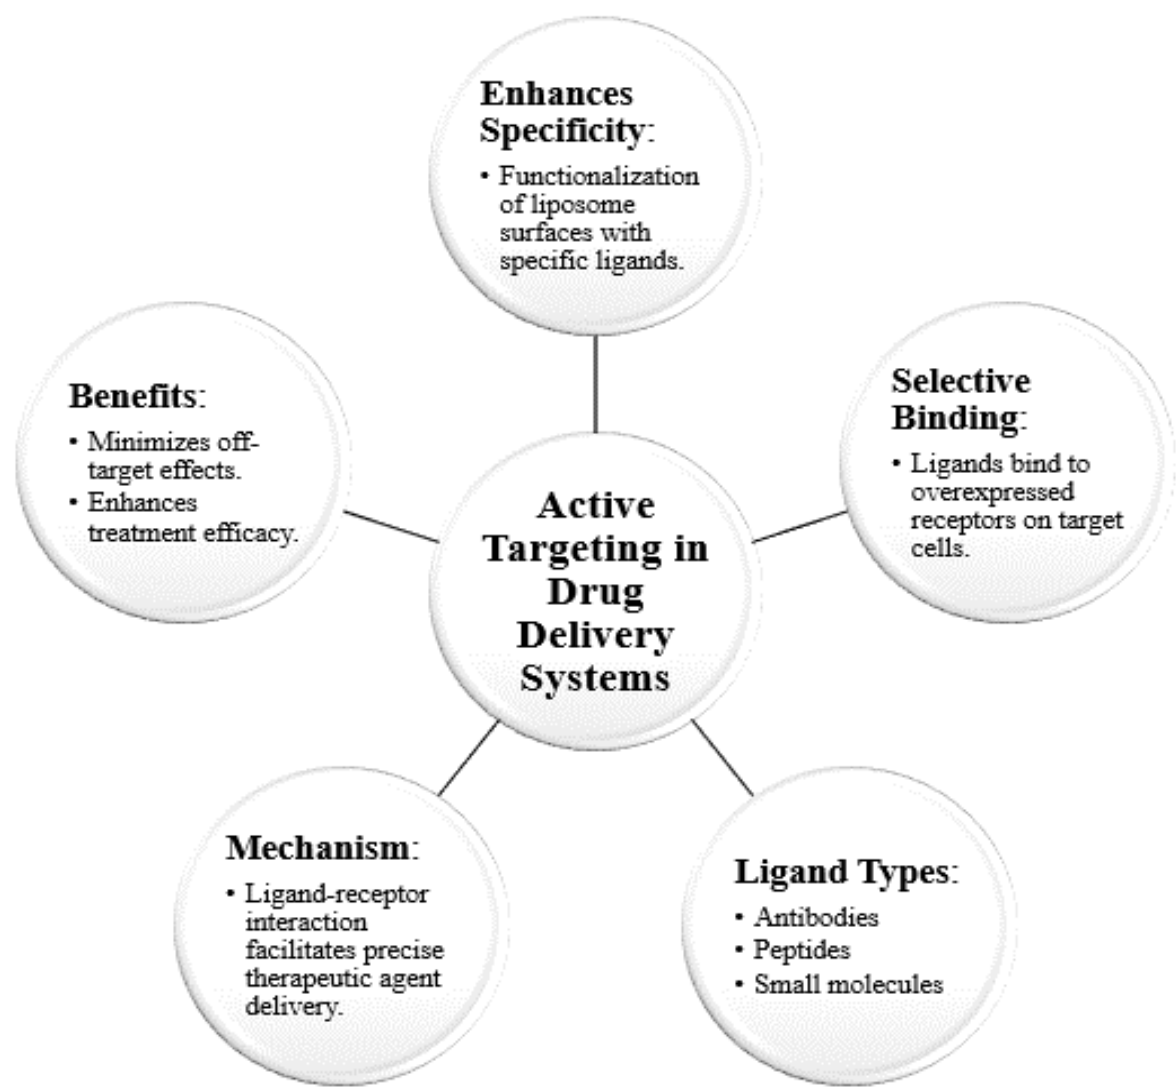 Enhances
Specificity:
• Functionalization
of liposome
surfaces with
specific ligands.
Benefits:
• Minimizes off-
target effects.
• Enhances
treatment efficacy.
Selective
Binding:
• Ligands bind to
overexpressed
receptors on target
cells.
Active
Targeting in
Drug
Delivery
Systems
Mechanism:
• Ligand-receptor
interaction
facilitates precise
therapeutic agent
delivery.
Ligand Types:
• Antibodies
• Peptides
• Small molecules